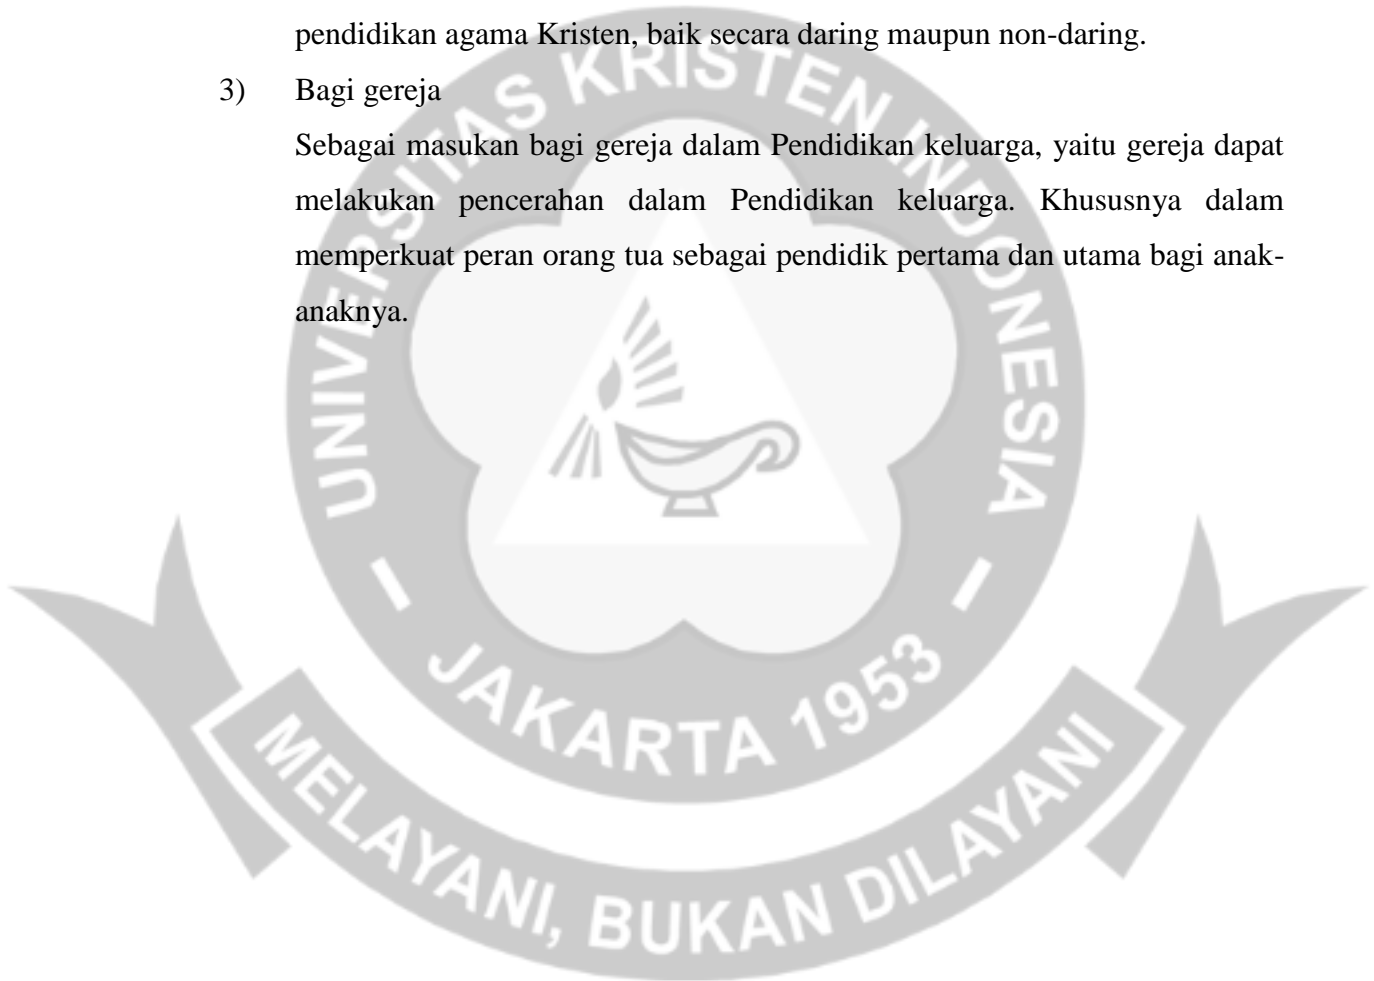 pendidikan agama Kristen, baik secara daring maupun non-daring.
3) Bagi gereja
Sebagai masukan bagi gereja dalam Pendidikan keluarga, yaitu gereja dapat
melakukan pencerahan dalam Pendidikan keluarga. Khususnya dalam
memperkuat peran orang tua sebagai pendidik pertama dan utama bagi anak-
anaknya.
UNIVERSITAS KRISTEN INDONESIA
JAKARTA 1953
MELAYANI, BUKAN DILAYANI